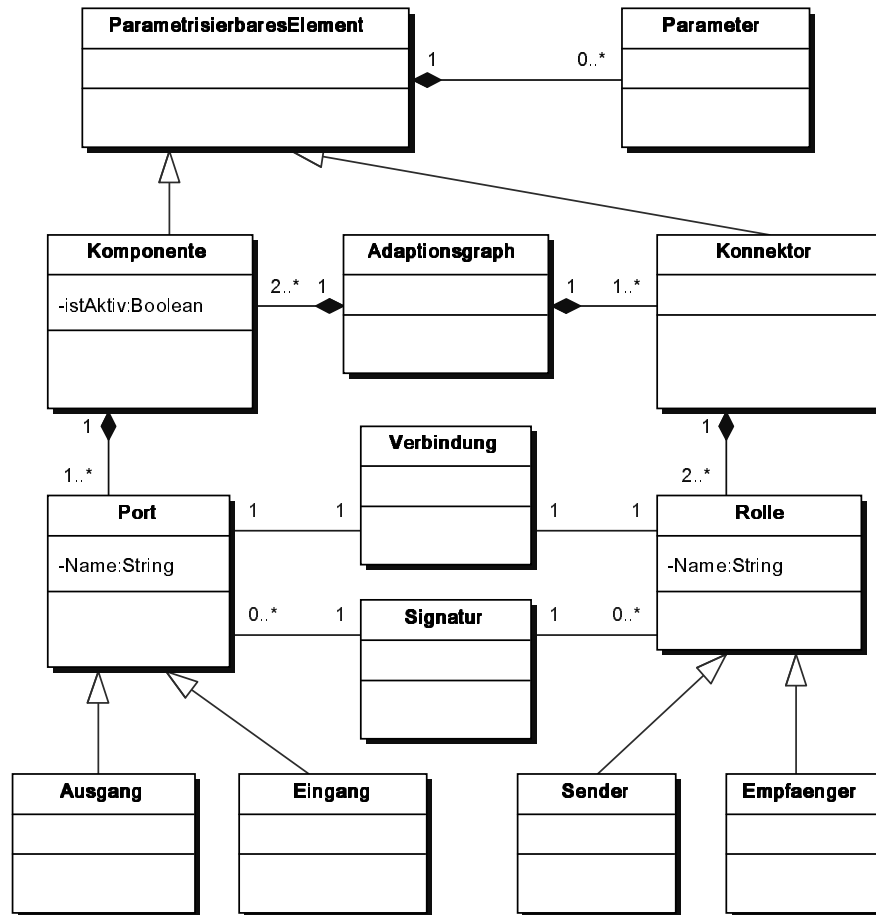 ParametrisierbaresElement
Parameter
1
0..*
Komponente
-istAktiv:Boolean
Adaptionsgraph
Konnektor
2..*
1
1
1..*
1
1..*
1
2..*
Verbindung
Port
-Name:String
Rolle
-Name:String
1
1
1
1
Signatur
0..*
1
1
0..*
Ausgang
Eingang
Sender
Empfaenger